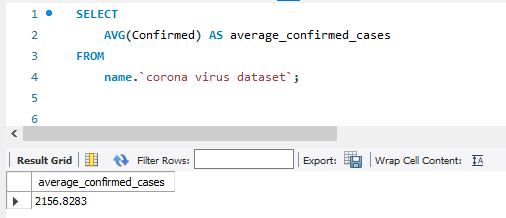 1 SELECT
2 AVG(Confirmed) AS average_confirmed_cases
3 FROM
4 name.`corona virus dataset`;
5
6
Result Grid Filter Rows: Export: Wrap Cell Content:
average_confirmed_cases
2156.8283